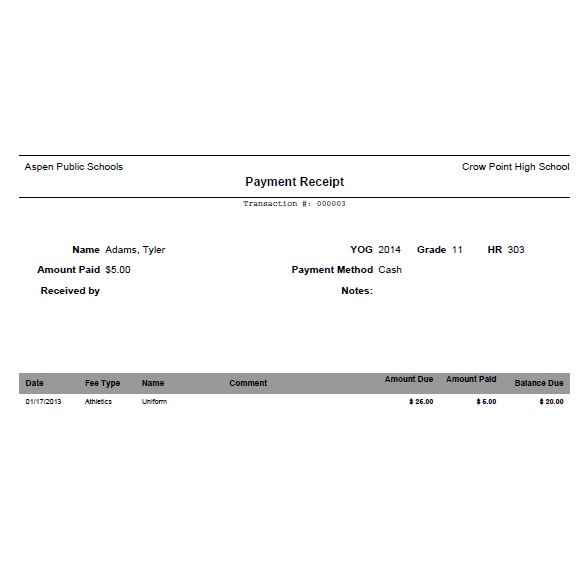 Aspen Public Schools Crow Point High School
Payment Receipt
Transaction #: 000003
Name Adams, Tyler YOG 2014 Grade 11 HR 303
Amount Paid $5.00 Payment Method Cash
Received by Notes:
Date Fee Type Name Comment Amount Due Amount Paid Balance Due
01/17/2013 Athletics Uniform $ 25.00 $ 5.00 $ 20.00